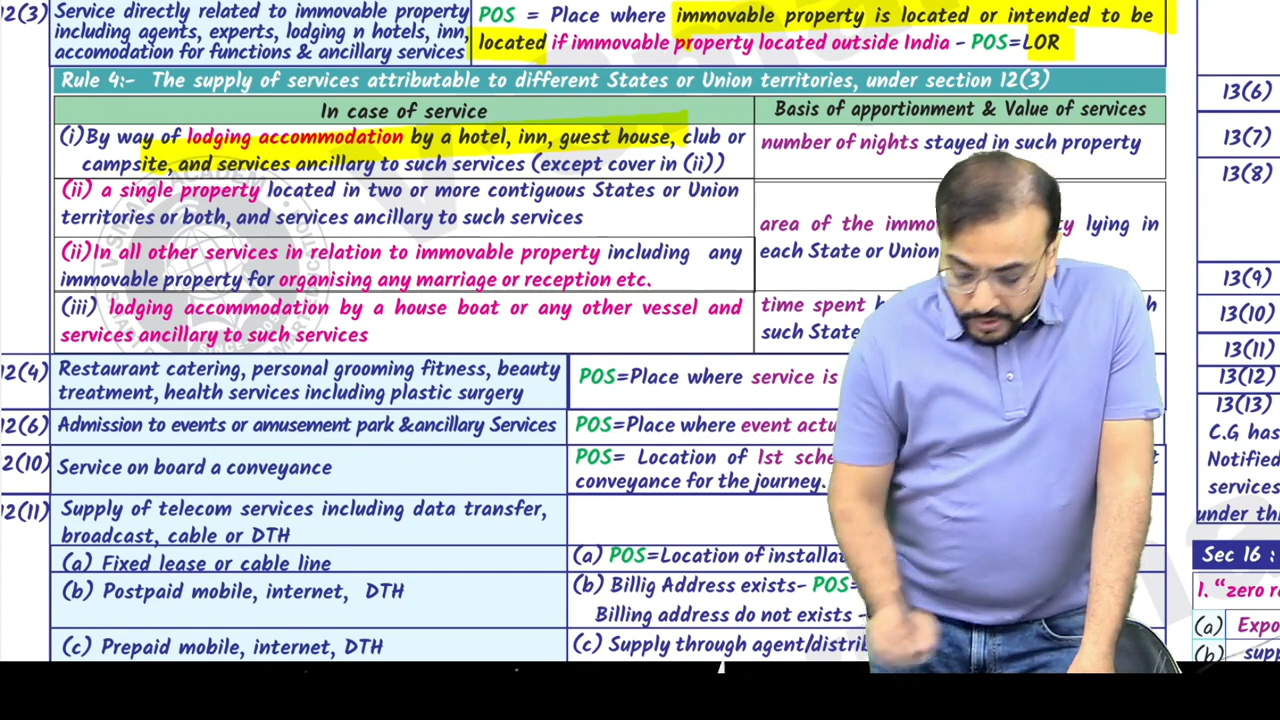 12(3) Service directly related to immovable property
including agents, experts, lodging n hotels, inn,
accomodation for functions & ancillary services
POS = Place where immovable property is located or intended to be
located if immovable property located outside India - POS=LOR
Rule 4:- The supply of services attributable to different States or Union territories, under section 12(3)
In case of service
Basis of apportionment & Value of services
(i)By way of lodging accommodation by a hotel, inn, guest house, club or
campsite, and services ancillary to such services (except cover in (ii))
number of nights stayed in such property
(ii) a single property located in two or more contiguous States or Union
territories or both, and services ancillary to such services
area of the lying in
each State or Union
(ii)In all other services in relation to immovable property including any
immovable property for organising any marriage or reception etc.
(iii) lodging accommodation by a house boat or any other vessel and
services ancillary to such services
time spent
such State
12(4) Restaurant catering, personal grooming fitness, beauty
treatment, health services including plastic surgery
POS=Place where service is
12(6) Admission to events or amusement park &ancillary Services
POS=Place where event
2(10) Service on board a conveyance
POS= Location of 1st
conveyance for the journey.
12(11) Supply of telecom services including data transfer,
broadcast, cable or DTH
(a) Fixed lease or cable line
(a) POS=Location of
(b) Postpaid mobile, internet, DTH
(b) Billig Address exists- POS=
Billing address do not exists -
(c) Prepaid mobile, internet, DTH
(c) Supply through agent/
13(6)
13(7)
13(8)
13(9)
13(10)
13(11)
13(12)
13(13)
C.G has
Notified
services
under
Sec 16 :
1. "zero
(a)
(b)